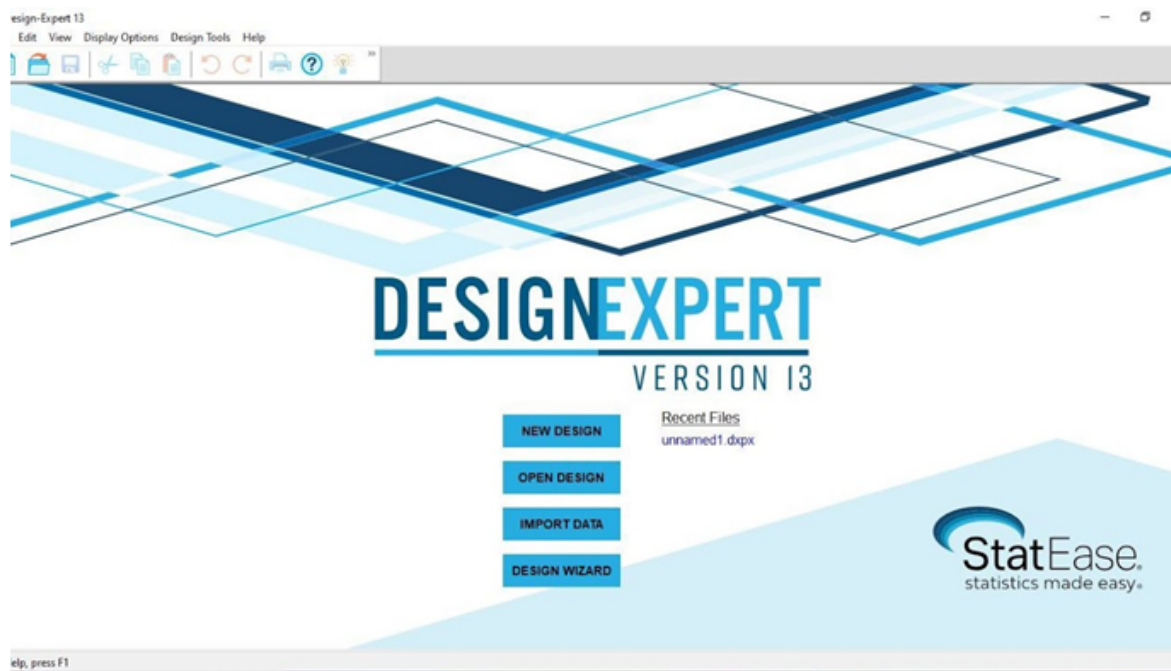 esign-Expert 13
Edit View Display Options Design Tools Help
DESIGNEXPERT
VERSION 13
NEW DESIGN
OPEN DESIGN
IMPORT DATA
DESIGN WIZARD
Recent Files
unnamed1.dxpx
StatEase.
statistics made easy®
elp, press F1